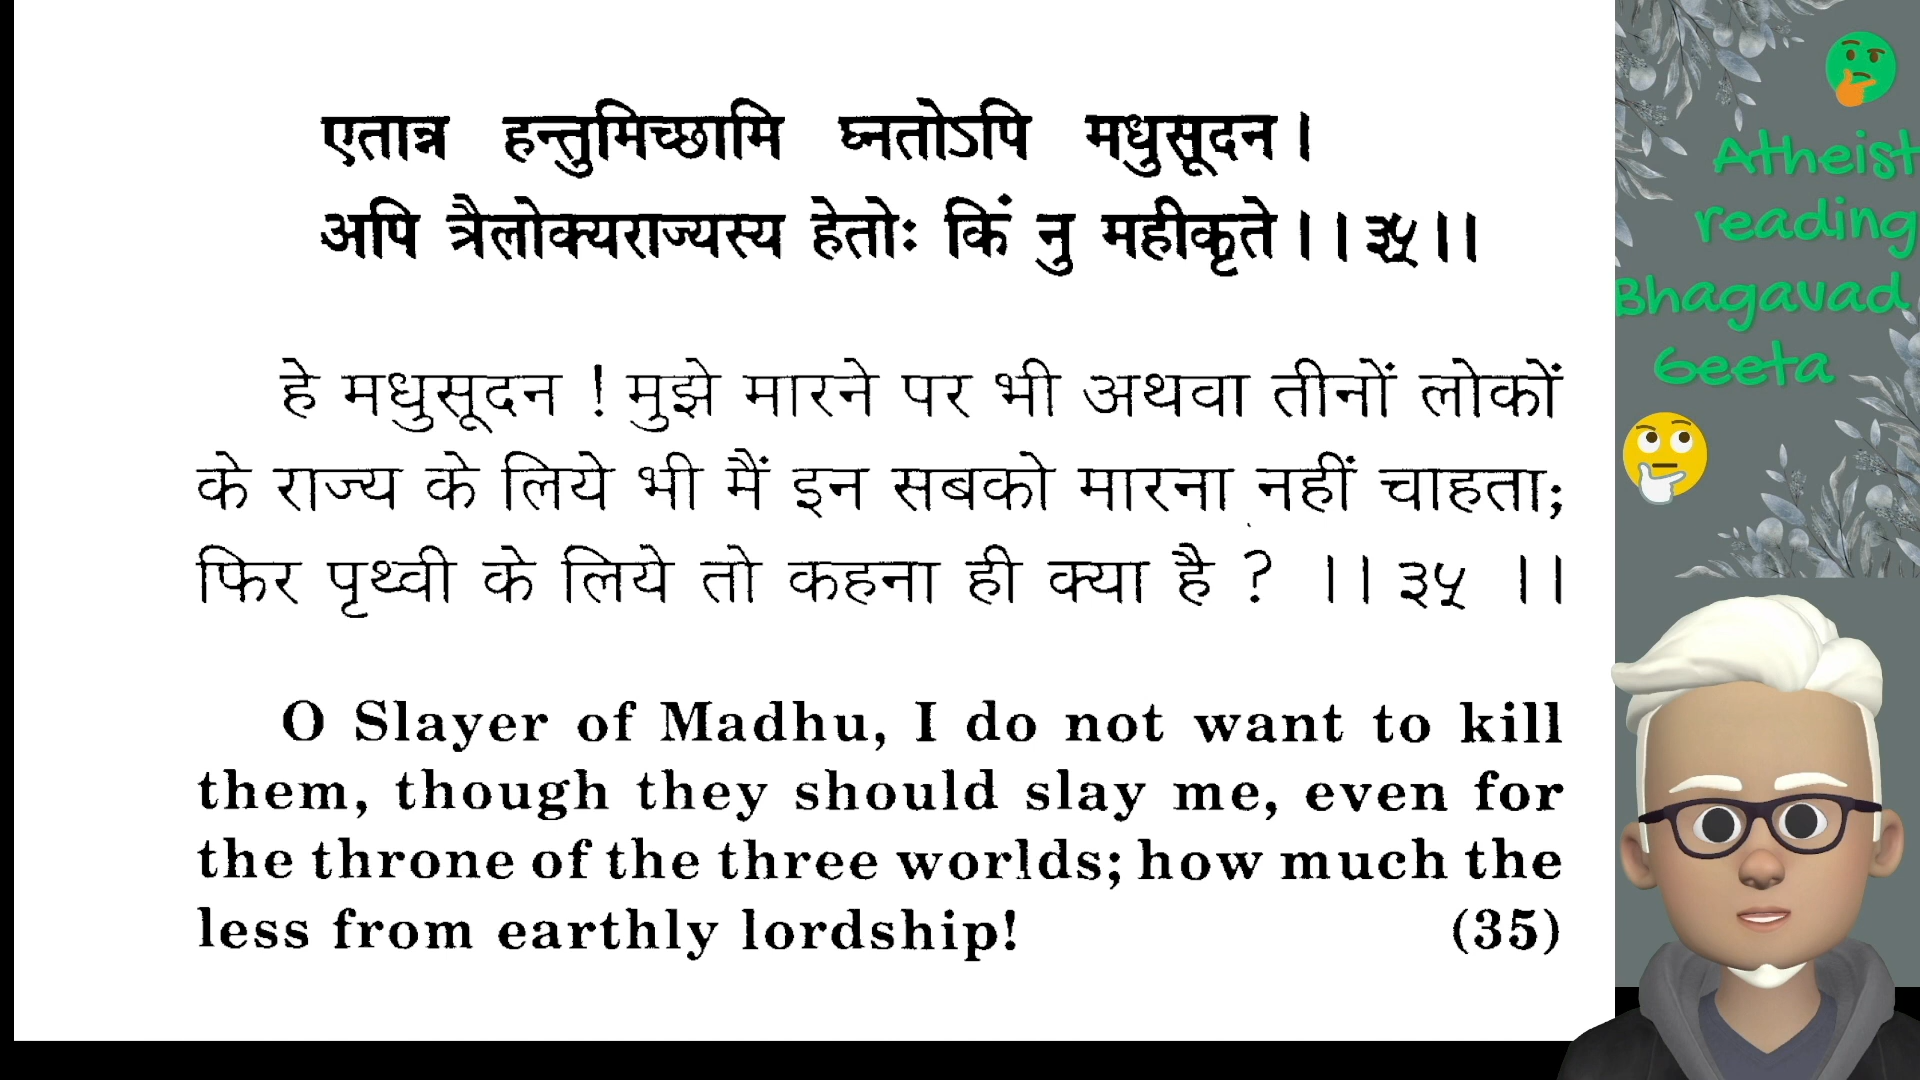 एतान्न हन्तुमिच्छामि घ्नतोऽपि मधुसूदन।
अपि त्रैलोक्यराज्यस्य हेतोः किं नु महीकृते।।३५।।
हे मधुसूदन ! मुझे मारने पर भी अथवा तीनों लोकों
के राज्य के लिये भी मैं इन सबको मारना नहीं चाहता;
फिर पृथ्वी के लिये तो कहना ही क्या है ? ।। ३५ ।।
O Slayer of Madhu, I do not want to kill
them, though they should slay me, even for
the throne of the three worlds; how much the
less from earthly lordship! (35)
Atheist
reading
Bhagavad
Geeta